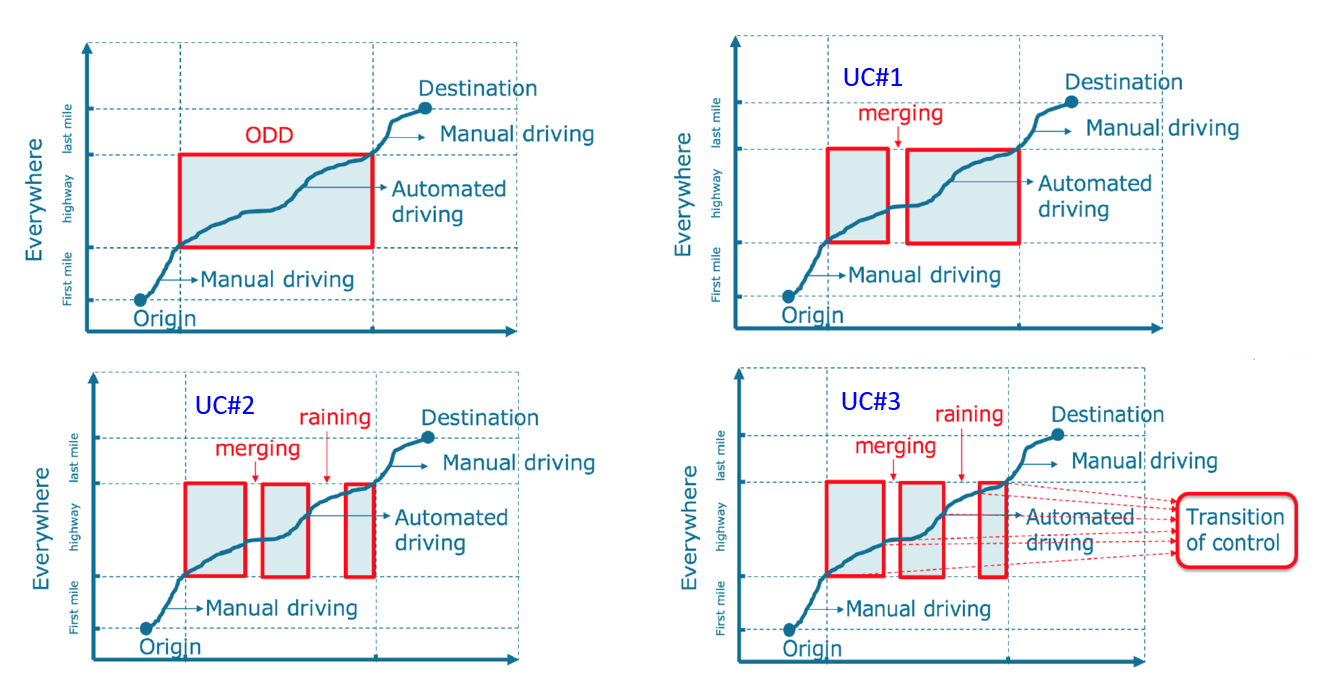 Destination
ODD
Manual driving
Automated
driving
Manual driving
Origin
Everywhere
last mile
highway
First mile
UC#1
Destination
merging
Manual driving
Automated
driving
Manual driving
Origin
Everywhere
last mile
highway
First mile
UC#2
raining
Destination
merging
Manual driving
Automated
driving
Manual driving
Origin
Everywhere
last mile
highway
First mile
UC#3
raining
Destination
merging
Manual driving
Automated
driving
Transition
of control
Manual driving
Origin
Everywhere
last mile
highway
First mile